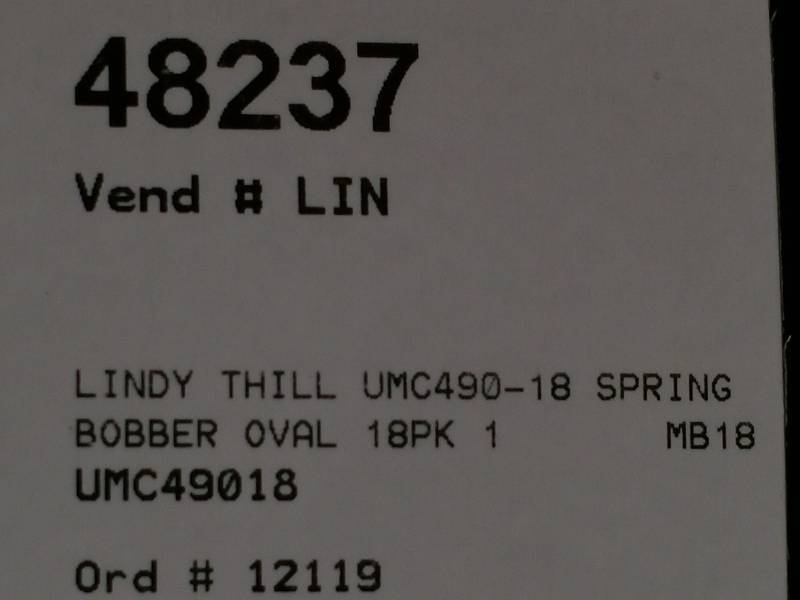 48237
Vend # LIN
LINDY THILL UMC490-18 SPRING
BOBBER OVAL 18PK 1 MB18
UMC49018
Ord # 12119